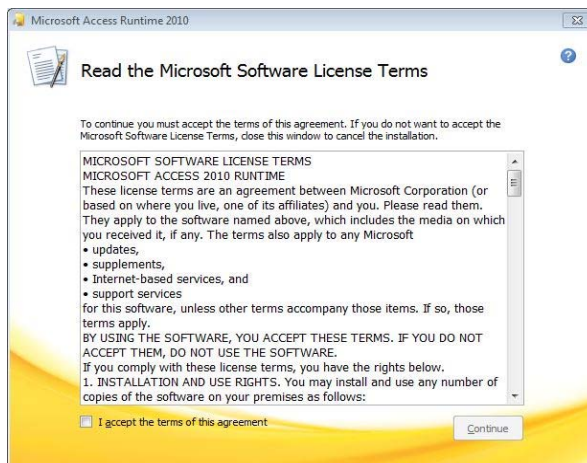 Microsoft Access Runtime 2010
Read the Microsoft Software License Terms
To continue you must accept the terms of this agreement. If you do not want to accept the
Microsoft Software License Terms, close this window to cancel the installation.
MICROSOFT SOFTWARE LICENSE TERMS
MICROSOFT ACCESS 2010 RUNTIME
These license terms are an agreement between Microsoft Corporation (or
based on where you live, one of its affiliates) and you. Please read them.
They apply to the software named above, which includes the media on which
you received it, if any. The terms also apply to any Microsoft
• updates,
• supplements,
• Internet-based services, and
• support services
for this software, unless other terms accompany those items. If so, those
terms apply.
BY USING THE SOFTWARE, YOU ACCEPT THESE TERMS. IF YOU DO NOT
ACCEPT THEM, DO NOT USE THE SOFTWARE.
If you comply with these license terms, you have the rights below.
1. INSTALLATION AND USE RIGHTS. You may install and use any number of
copies of the software on your premises as follows:
I accept the terms of this agreement
Continue